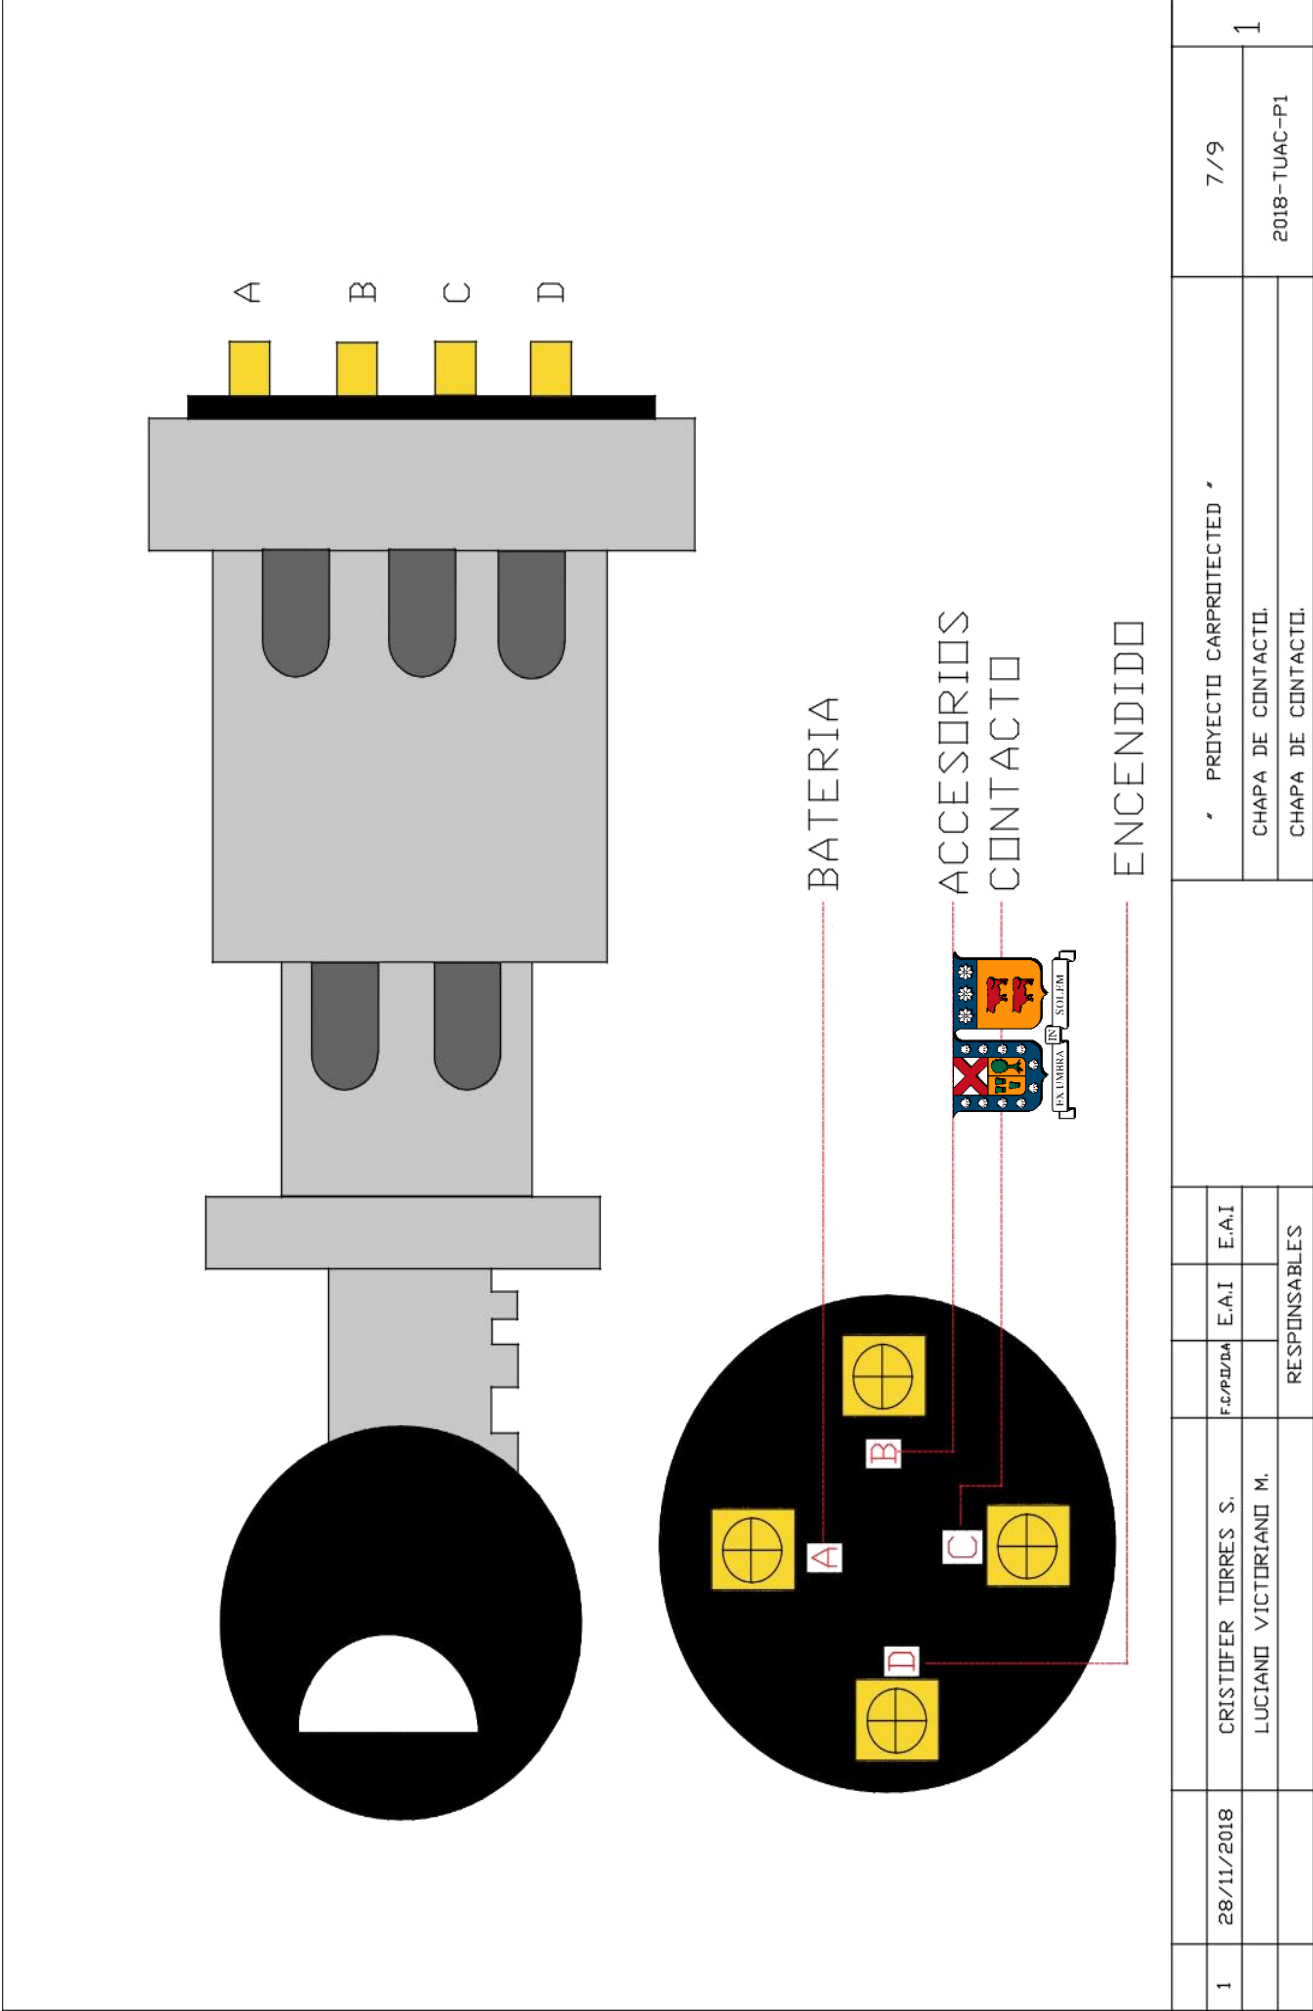 A
B
C
D
BATERIA
ACCESORIOS
CONTACTO
ENCENDIDO
A
B
C
D
EX UMBRA IN SOLEM
1
28/11/2018
CRISTOFER TORRES S.
F.C/P.O/D.A
E.A.I
E.A.I
LUCIANO VICTORIANO M.
RESPONSABLES
" PROYECTO CARPROTECTED "
CHAPA DE CONTACTO.
CHAPA DE CONTACTO.
7/9
2018-TUAC-P1
1